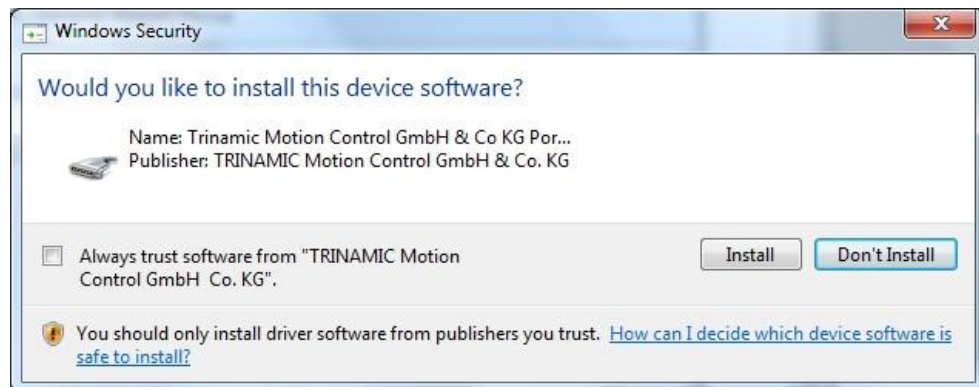 Windows Security
Would you like to install this device software?
Name: Trinamic Motion Control GmbH & Co KG Por...
Publisher: TRINAMIC Motion Control GmbH & Co. KG
Always trust software from "TRINAMIC Motion
Control GmbH  Co. KG".
Install
Don't Install
You should only install driver software from publishers you trust. How can I decide which device software is
safe to install?